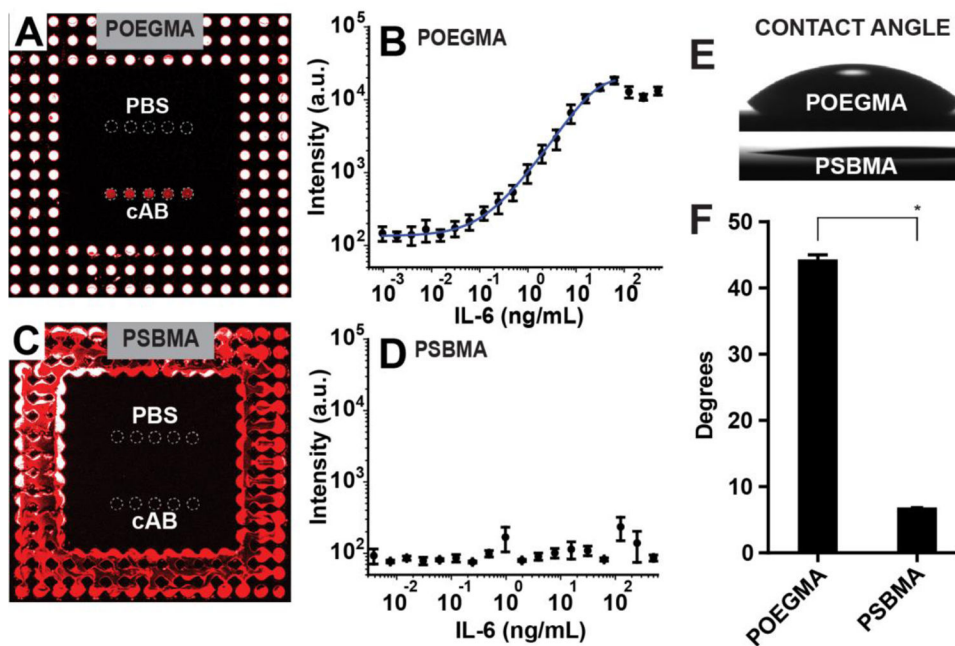 A
POEGMA
PBS
cAB
B
POEGMA
Intensity (a.u.)
10^5
10^4
10^3
10^2
10^-3
10^-2
10^-1
10^0
10^1
10^2
IL-6 (ng/mL)
C
PSBMA
PBS
cAB
D
PSBMA
Intensity (a.u.)
10^5
10^4
10^3
10^2
10^-2
10^-1
10^0
10^1
10^2
IL-6 (ng/mL)
CONTACT ANGLE
E
POEGMA
PSBMA
F
*
Degrees
50
40
30
20
10
0
POEGMA
PSBMA